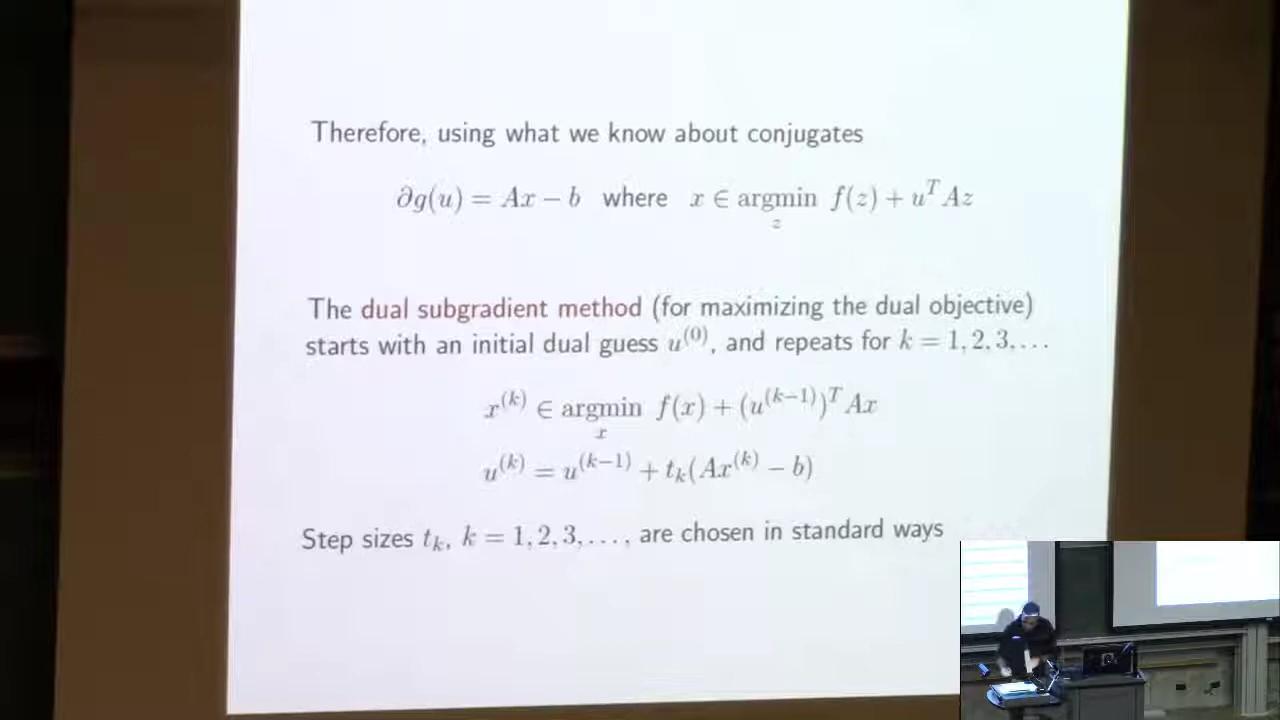 Therefore, using what we know about conjugates
∂g(u) = Ax − b where x ∈ argmin_z f(z) + u^T Az
The dual subgradient method (for maximizing the dual objective)
starts with an initial dual guess u^(0), and repeats for k = 1, 2, 3, . . .
x^(k) ∈ argmin_x f(x) + (u^(k−1))^T Ax
u^(k) = u^(k−1) + t_k(Ax^(k) − b)
Step sizes t_k, k = 1, 2, 3, . . . , are chosen in standard ways